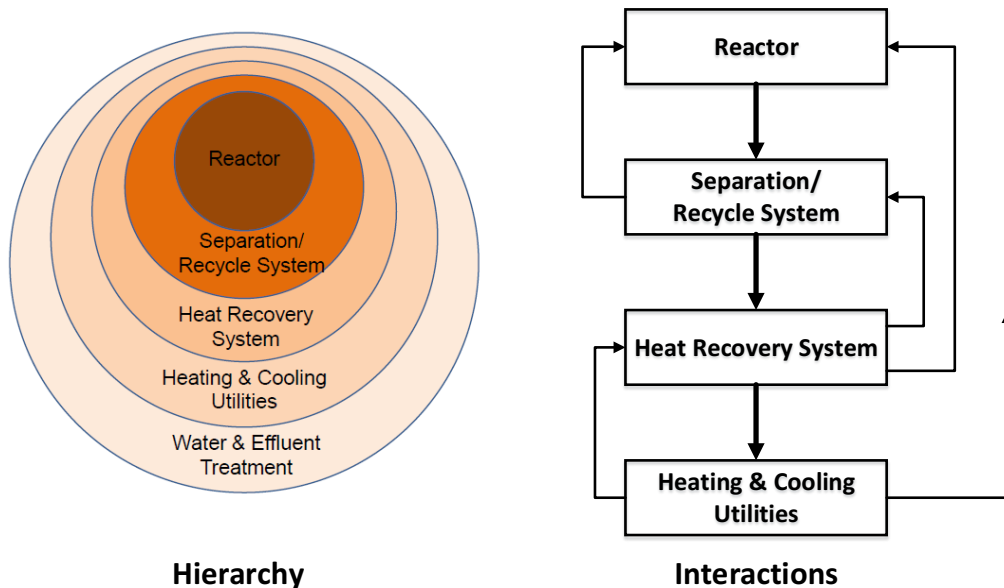 Reactor
Separation/
Recycle System
Heat Recovery
System
Heating & Cooling
Utilities
Water & Effluent
Treatment
Hierarchy
Reactor
Separation/
Recycle System
Heat Recovery System
Heating & Cooling
Utilities
Interactions